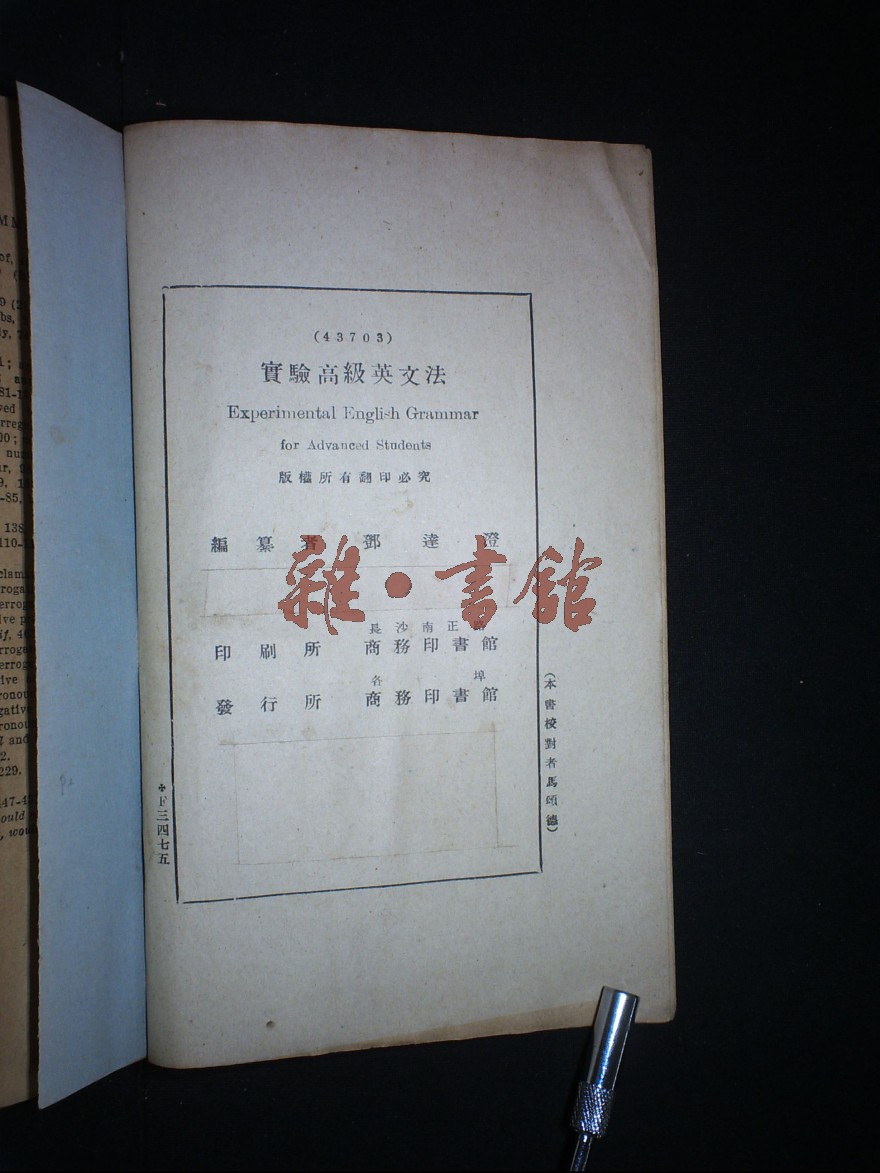 (43703)
實驗高級英文法
Experimental English Grammar
for Advanced Students
版權所有翻印必究
編纂者 鄧達澄
雜·書館
長沙南正路
印刷所 商務印書館
各埠
發行所 商務印書館
(本書校對者馬頌德)
F三四七五